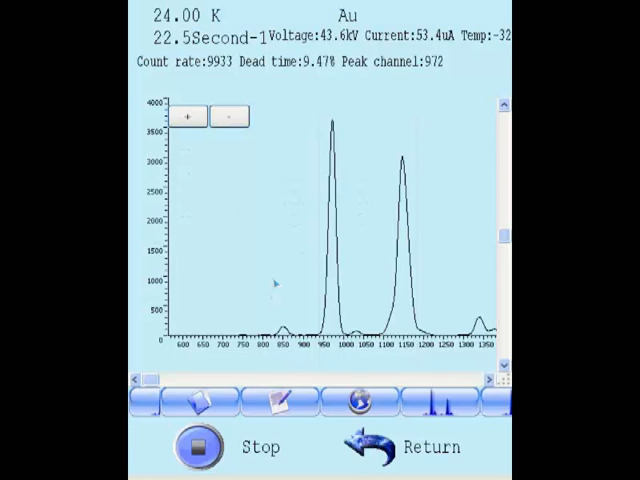 24.00 K Au
22.5Second-1 Voltage:43.6kV Current:53.4uA Temp:-32
Count rate:9933 Dead time:9.47% Peak channel:972
4000
+ -
3500
3000
2500
2000
1500
1000
500
0
600 650 700 750 800 850 900 950 1000 1050 1100 1150 1200 1250 1300 1350
Stop Return